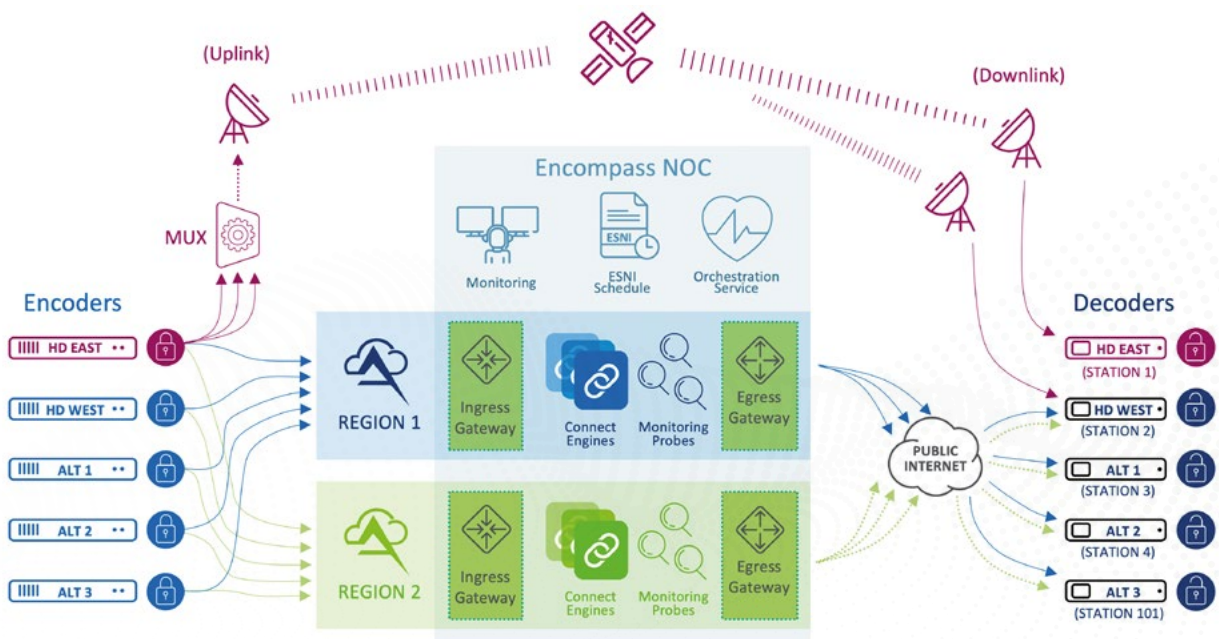 (Uplink)
(Downlink)
MUX
Encompass NOC
ESNI
Monitoring
ESNI
Schedule
Orchestration
Service
Encoders
HD EAST
HD WEST
ALT 1
ALT 2
ALT 3
REGION 1
Ingress
Gateway
Connect
Engines
Monitoring
Probes
Egress
Gateway
REGION 2
Ingress
Gateway
Connect
Engines
Monitoring
Probes
Egress
Gateway
PUBLIC
INTERNET
Decoders
HD EAST
(STATION 1)
HD WEST
(STATION 2)
ALT 1
(STATION 3)
ALT 2
(STATION 4)
ALT 3
(STATION 101)